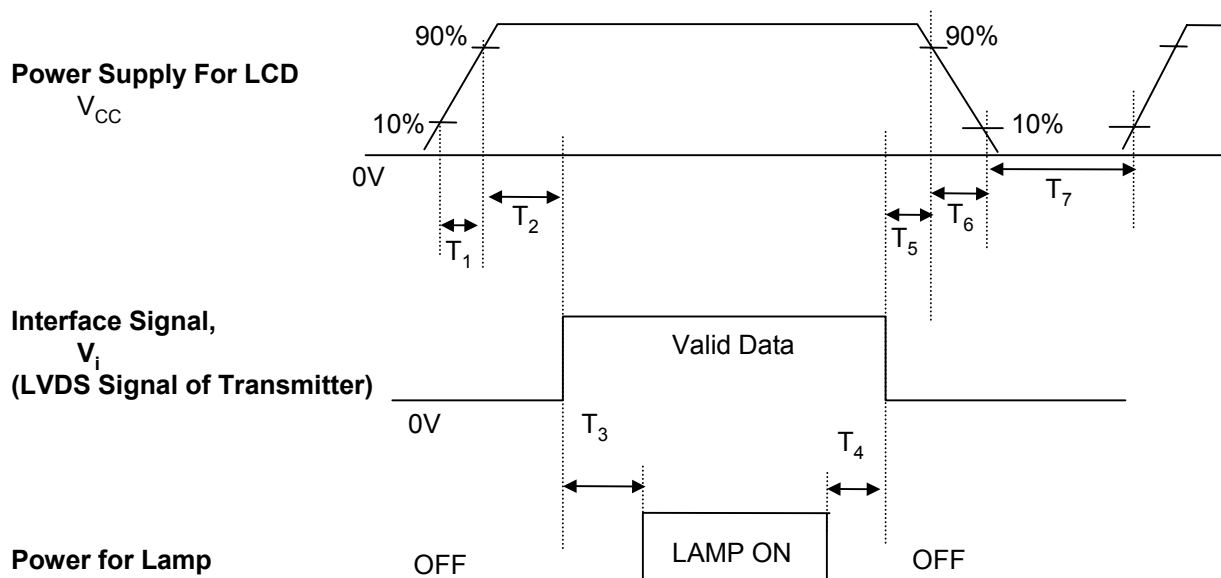 90%
90%
Power Supply For LCD
VCC
10%
10%
0V
T1
T2
T5
T6
T7
Interface Signal,
Vi
(LVDS Signal of Transmitter)
Valid Data
0V
T3
T4
Power for Lamp
OFF
LAMP ON
OFF